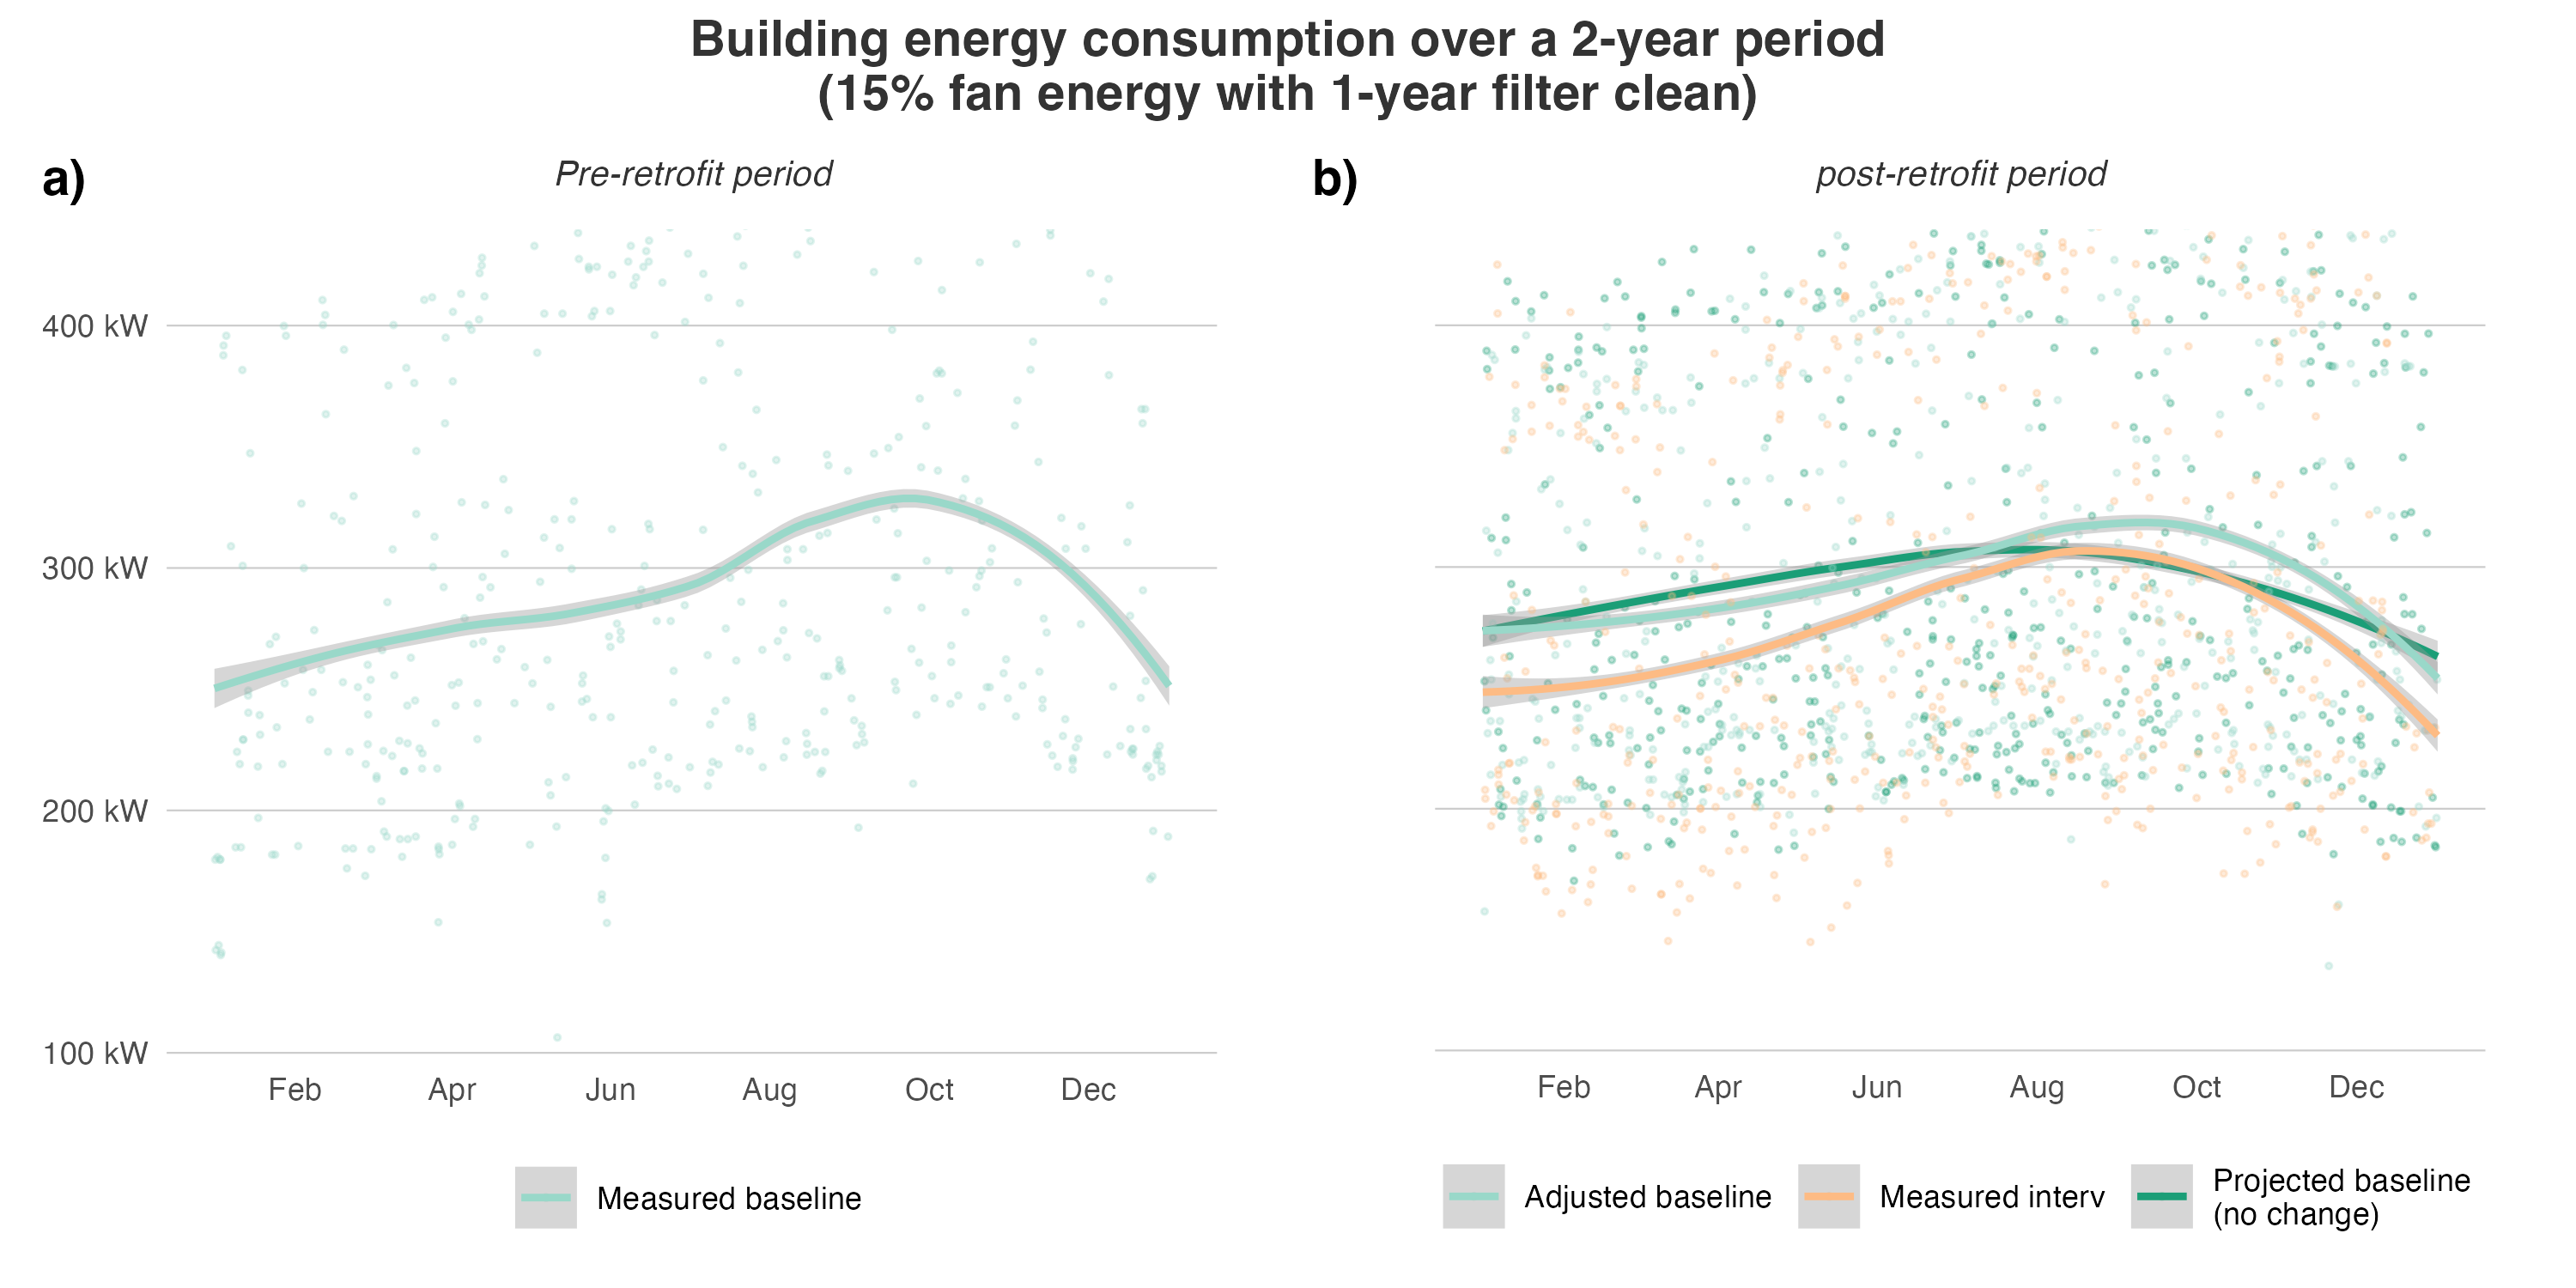 Building energy consumption over a 2-year period
(15% fan energy with 1-year filter clean)
a)
Pre-retrofit period
400 kW
300 kW
200 kW
100 kW
Feb Apr Jun Aug Oct Dec
Measured baseline
b)
post-retrofit period
Feb Apr Jun Aug Oct Dec
Adjusted baseline
Measured interv
Projected baseline
(no change)